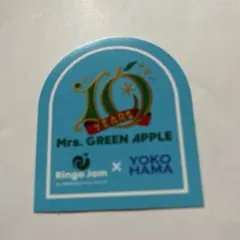 10
YEARS
Mrs. GREEN APPLE
Ringo Jam
×
YOKO
HAMA